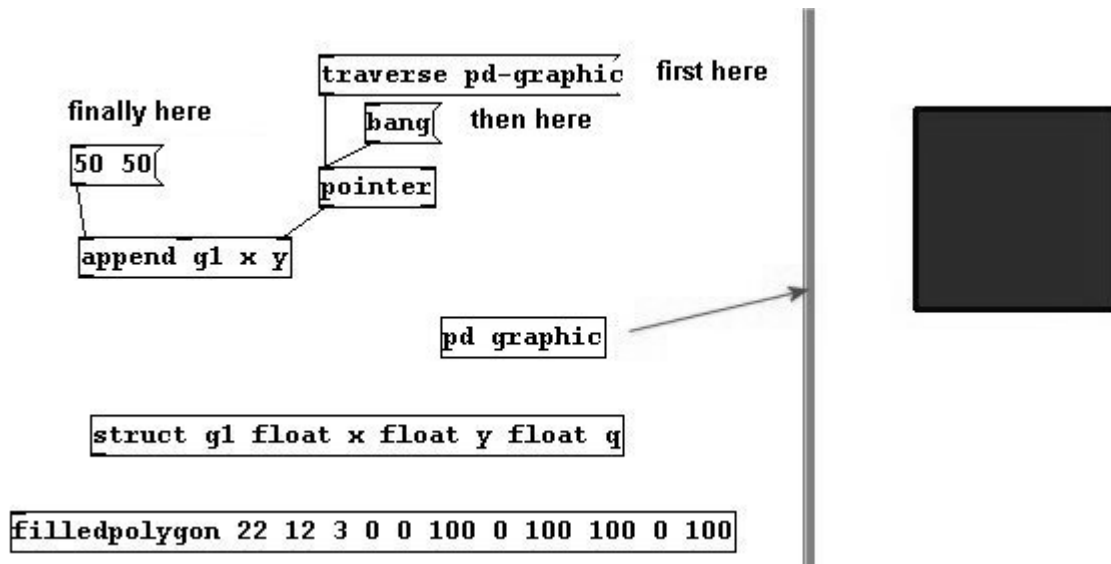 traverse pd-graphic
first here
finally here
bang
then here
50 50
pointer
append g1 x y
pd graphic
struct g1 float x float y float q
filledpolygon 22 12 3 0 0 100 0 100 100 0 100